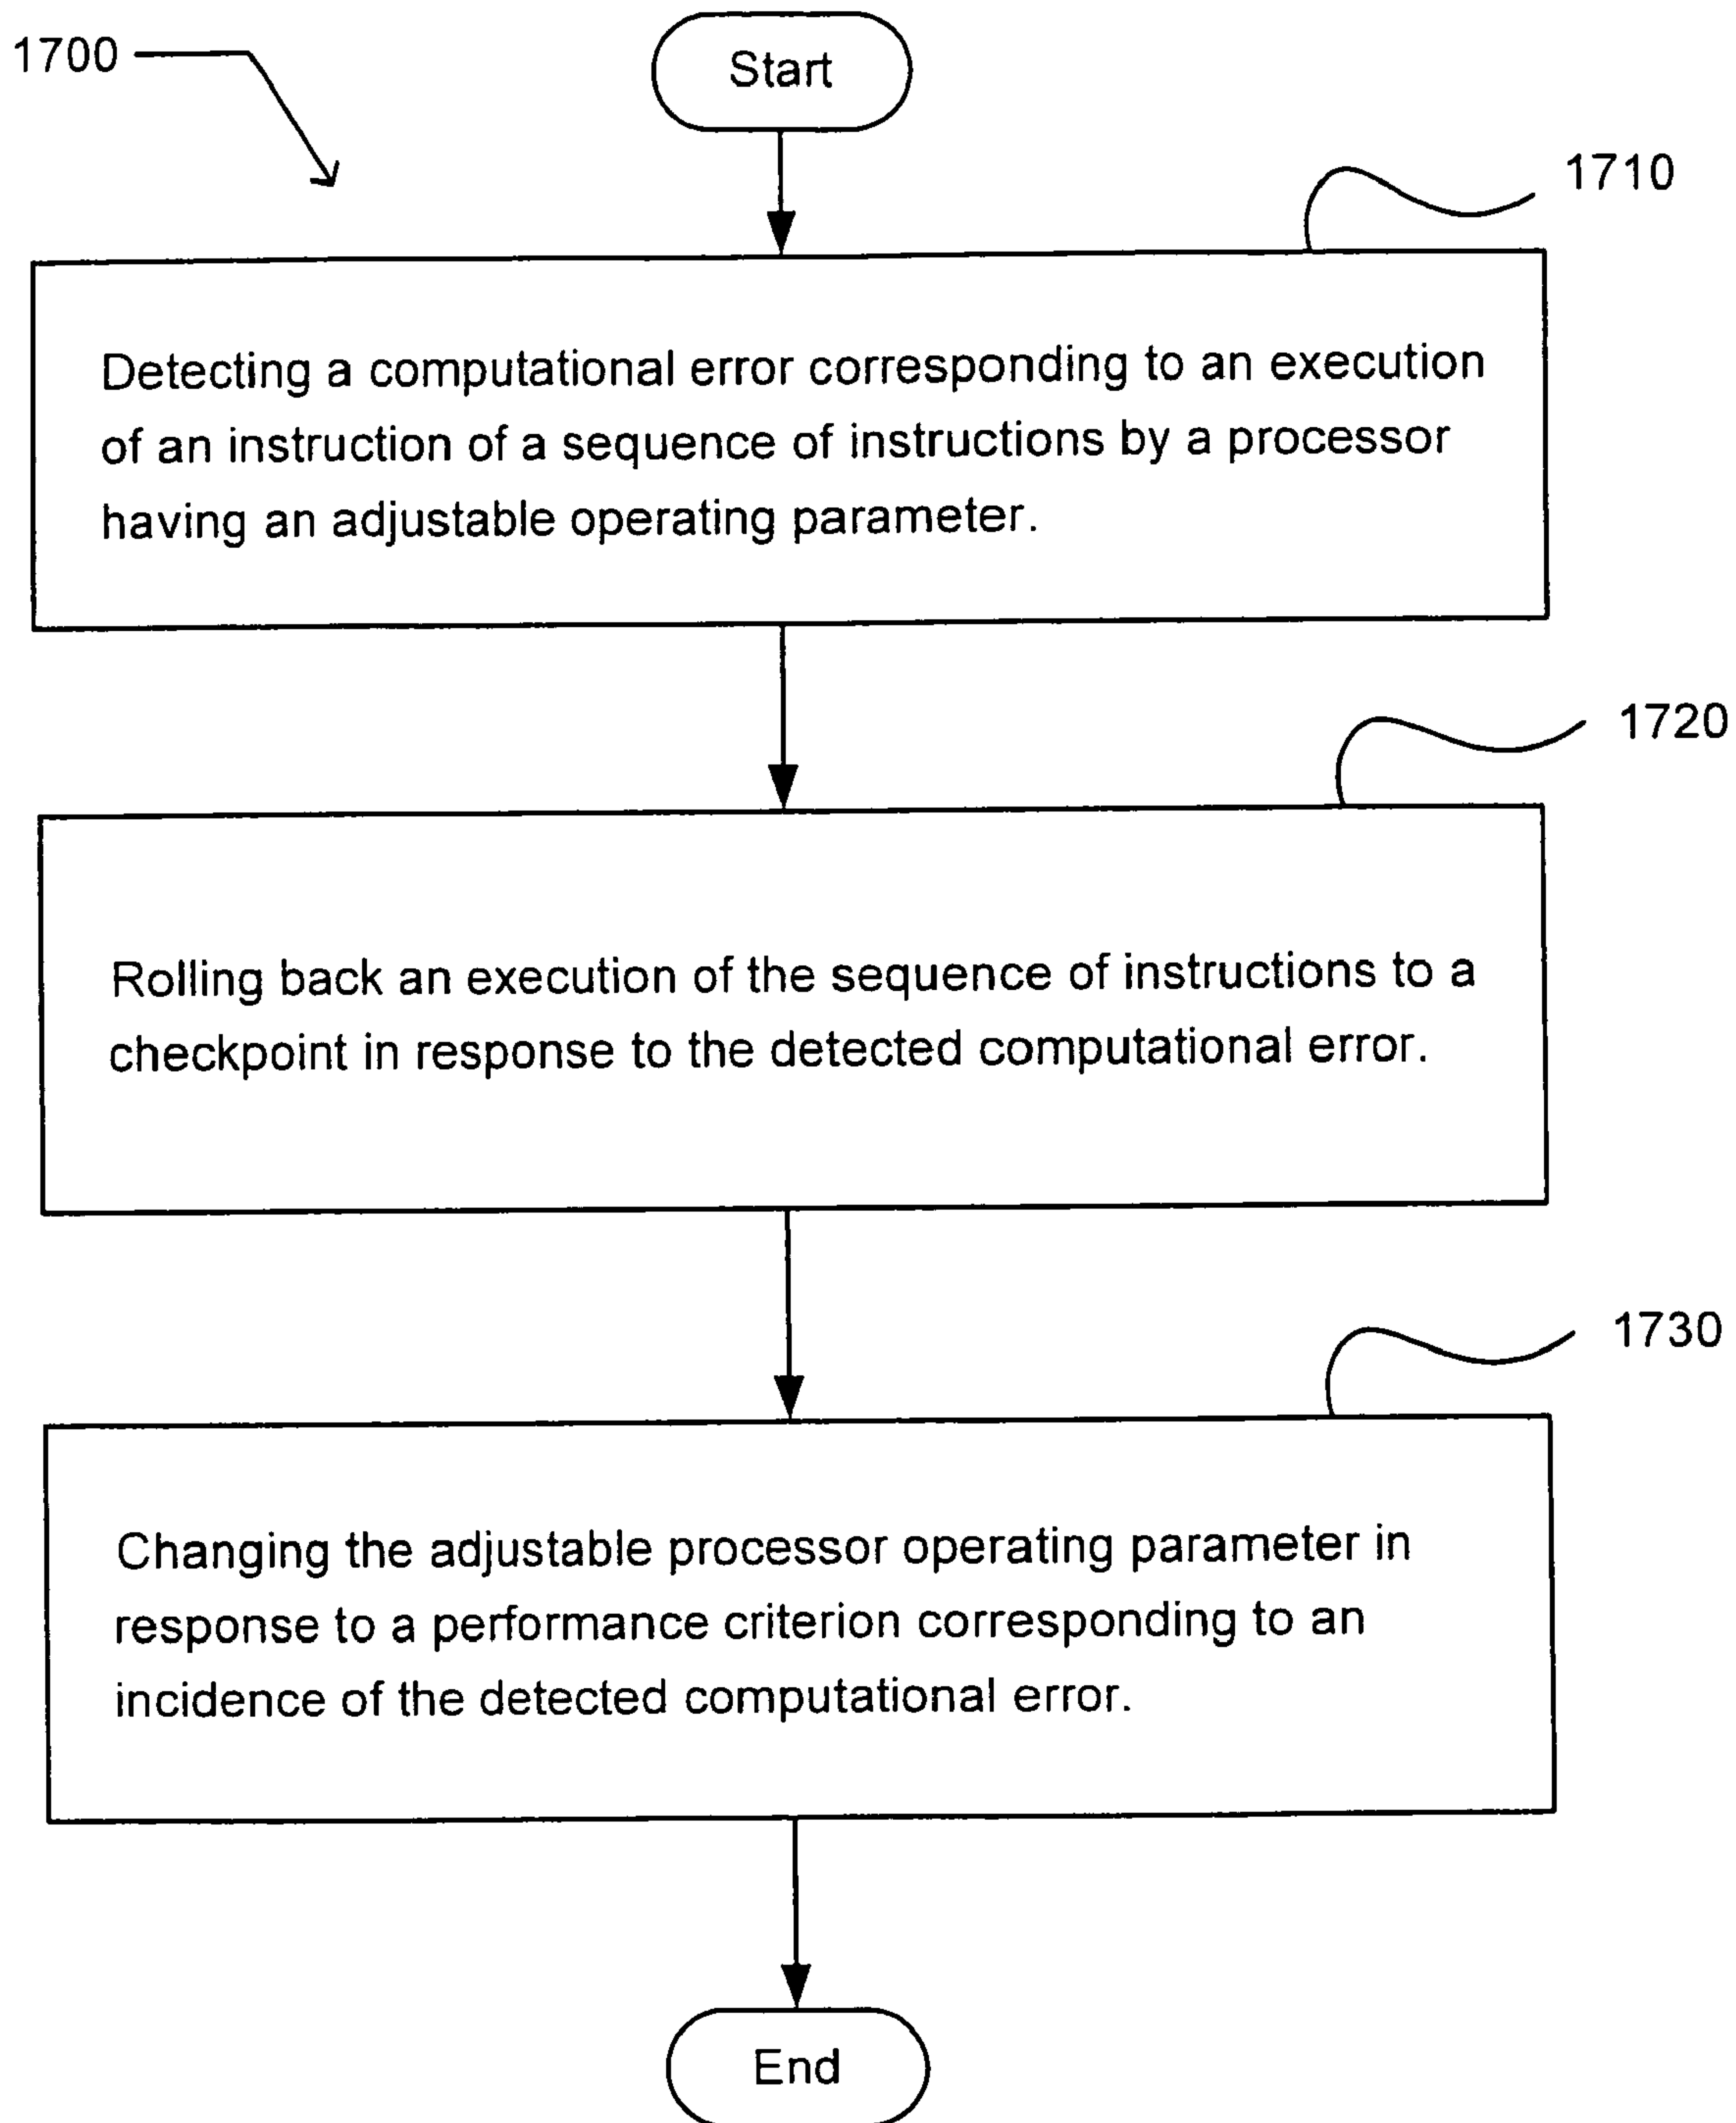 1700
Start
1710
Detecting a computational error corresponding to an execution
of an instruction of a sequence of instructions by a processor
having an adjustable operating parameter.
1720
Rolling back an execution of the sequence of instructions to a
checkpoint in response to the detected computational error.
1730
Changing the adjustable processor operating parameter in
response to a performance criterion corresponding to an
incidence of the detected computational error.
End